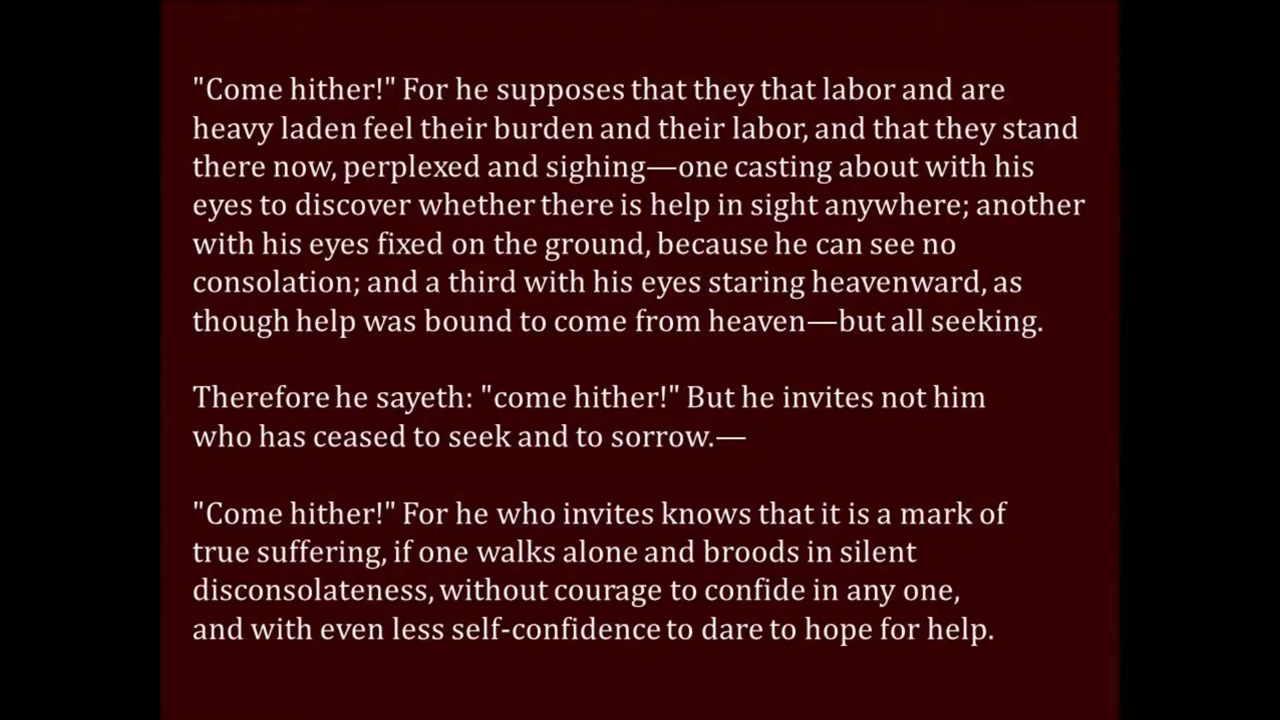 "Come hither!" For he supposes that they that labor and are
heavy laden feel their burden and their labor, and that they stand
there now, perplexed and sighing—one casting about with his
eyes to discover whether there is help in sight anywhere; another
with his eyes fixed on the ground, because he can see no
consolation; and a third with his eyes staring heavenward, as
though help was bound to come from heaven—but all seeking.
Therefore he sayeth: "come hither!" But he invites not him
who has ceased to seek and to sorrow.—
"Come hither!" For he who invites knows that it is a mark of
true suffering, if one walks alone and broods in silent
disconsolateness, without courage to confide in any one,
and with even less self-confidence to dare to hope for help.